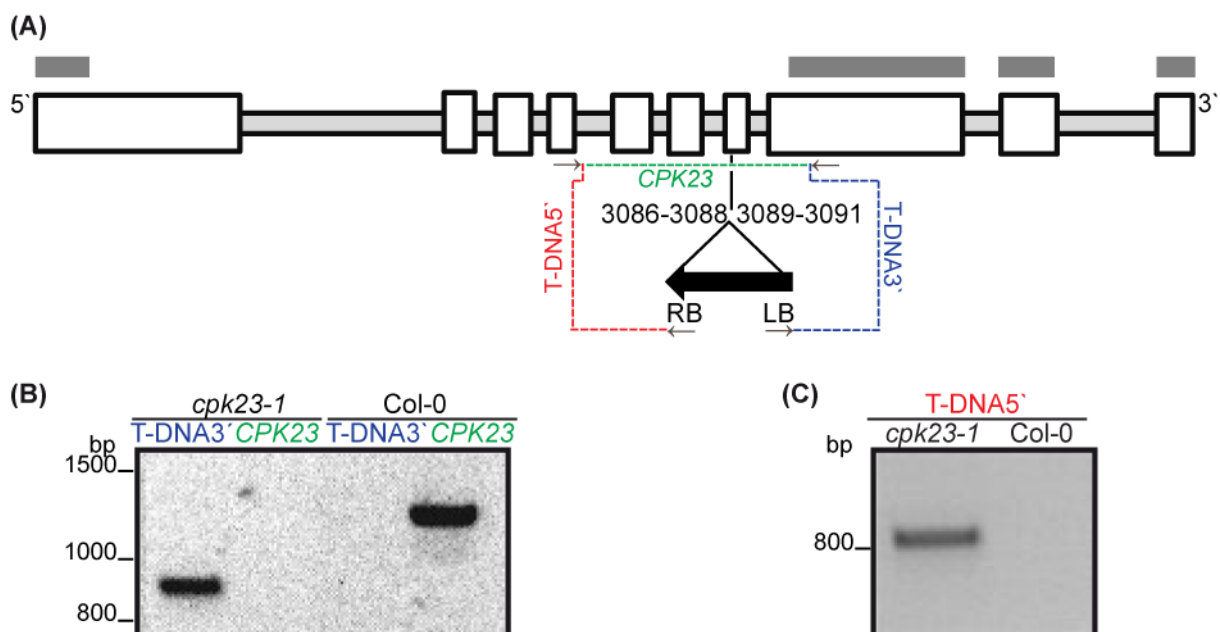 (A)
5` 3`
CPK23
3086-3088 3089-3091
T-DNA5`
T-DNA3`
RB LB
(B)
cpk23-1 Col-0
T-DNA3´ CPK23 T-DNA3` CPK23
bp
1500
1000
800
(C)
T-DNA5`
cpk23-1 Col-0
bp
800